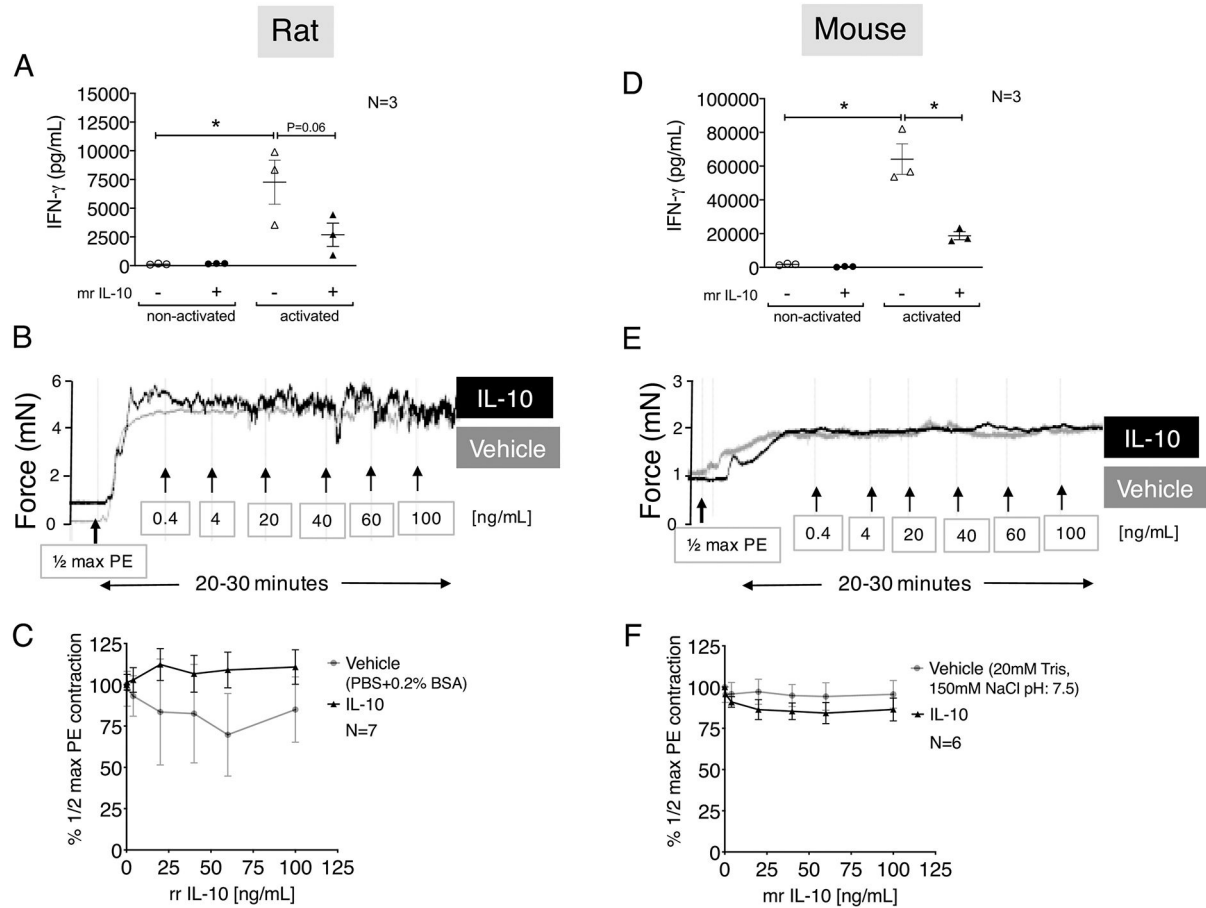 Rat
Mouse
A
15000
12500
10000
7500
5000
2500
0
IFN-γ (pg/mL)
N=3
*
P=0.06
mr IL-10
- + - +
non-activated activated
D
100000
80000
60000
40000
20000
0
IFN-γ (pg/mL)
N=3
*
*
mr IL-10
- + - +
non-activated activated
B
6
4
2
0
Force (mN)
IL-10
Vehicle
0.4 4 20 40 60 100 [ng/mL]
½ max PE
20-30 minutes
E
3
2
1
0
Force (mN)
IL-10
Vehicle
0.4 4 20 40 60 100 [ng/mL]
½ max PE
20-30 minutes
C
125
100
75
50
25
0
% 1/2 max PE contraction
Vehicle
(PBS+0.2% BSA)
IL-10
N=7
0 25 50 75 100 125
rr IL-10 [ng/mL]
F
125
100
75
50
25
0
% 1/2 max PE contraction
Vehicle (20mM Tris,
150mM NaCl pH: 7.5)
IL-10
N=6
0 25 50 75 100 125
mr IL-10 [ng/mL]